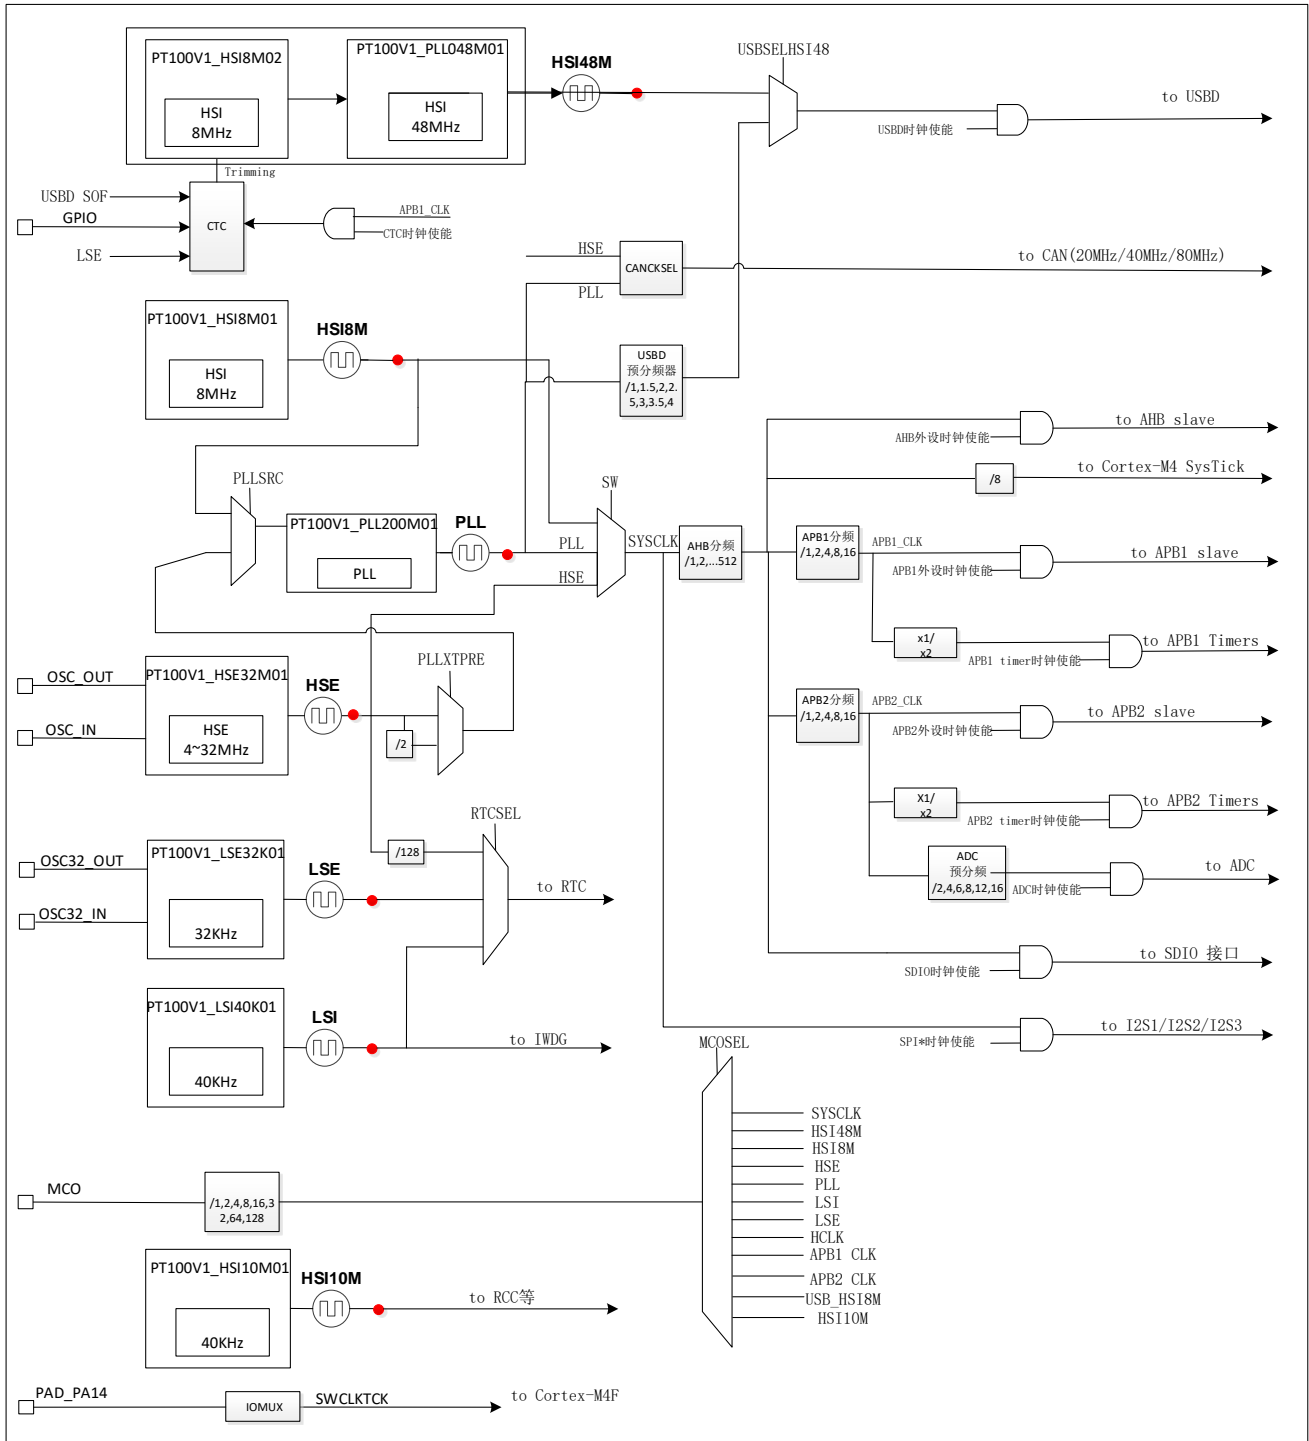 PT100V1_HSI8M02
HSI
8MHz
PT100V1_PLL048M01
HSI
48MHz
HSI48M
USBSELHSI48
USBD时钟使能
to USBD
Trimming
USBD SOF
GPIO
LSE
CTC
APB1_CLK
CTC时钟使能
HSE
PLL
CANCKSEL
to CAN(20MHz/40MHz/80MHz)
PT100V1_HSI8M01
HSI
8MHz
HSI8M
USBD
预分频器
/1,1.5,2,2.
5,3,3.5,4
AHB外设时钟使能
to AHB slave
/8
to Cortex-M4 SysTick
PLLSRC
PT100V1_PLL200M01
PLL
PLL
SW
PLL
HSE
SYSCLK
AHB分频
/1,2,...512
APB1分频
/1,2,4,8,16
APB1_CLK
APB1外设时钟使能
to APB1 slave
x1/
x2
APB1 timer时钟使能
to APB1 Timers
OSC_OUT
OSC_IN
PT100V1_HSE32M01
HSE
4~32MHz
HSE
PLLXTPRE
/2
APB2分频
/1,2,4,8,16
APB2_CLK
APB2外设时钟使能
to APB2 slave
X1/
x2
APB2 timer时钟使能
to APB2 Timers
ADC
预分频
/2,4,6,8,12,16
ADC时钟使能
to ADC
RTCSEL
/128
OSC32_OUT
OSC32_IN
PT100V1_LSE32K01
32KHz
LSE
to RTC
SDIO时钟使能
to SDIO 接口
PT100V1_LSI40K01
40KHz
LSI
to IWDG
SPI*时钟使能
to I2S1/I2S2/I2S3
MCOSEL
SYSCLK
HSI48M
HSI8M
HSE
PLL
LSI
LSE
HCLK
APB1 CLK
APB2 CLK
USB_HSI8M
HSI10M
MCO
/1,2,4,8,16,3
2,64,128
PT100V1_HSI10M01
40KHz
HSI10M
to RCC等
PAD_PA14
IOMUX
SWCLKTCK
to Cortex-M4F